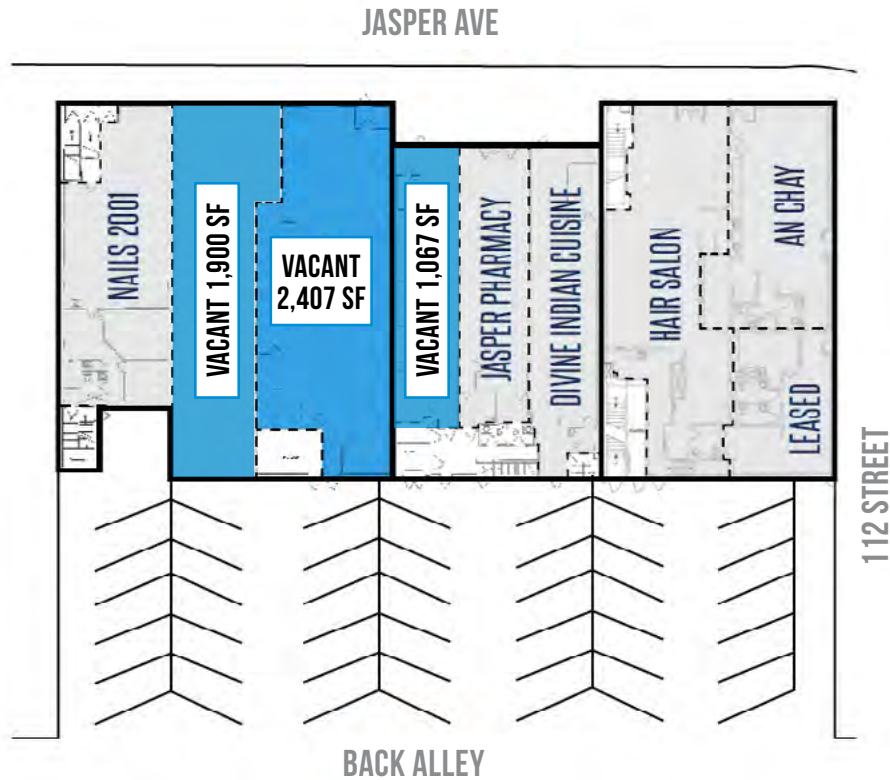 JASPER AVE
NAILS 2001
VACANT 1,900 SF
VACANT
2,407 SF
VACANT 1,067 SF
JASPER PHARMACY
DIVINE INDIAN CUISINE
HAIR SALON
AN CHAY
LEASED
112 STREET
BACK ALLEY